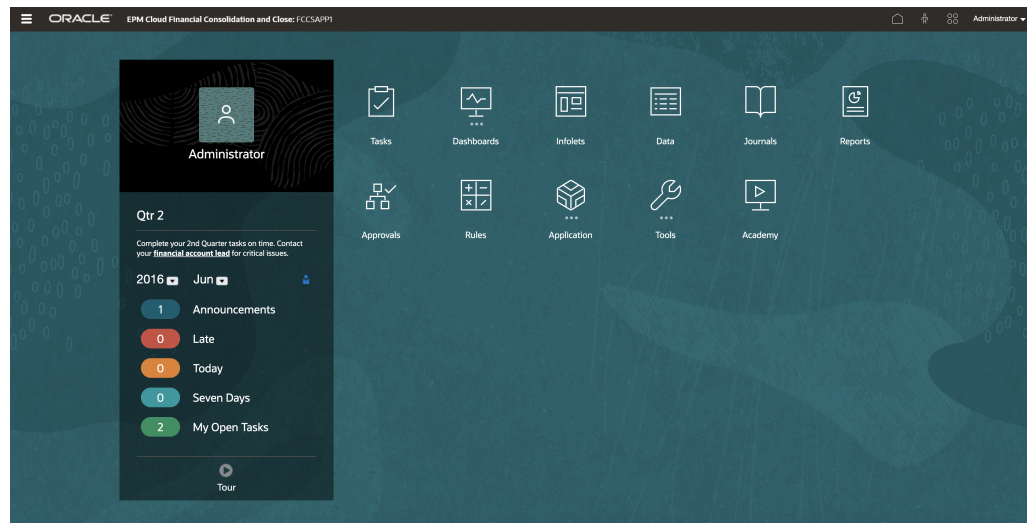 ORACLE EPM Cloud Financial Consolidation and Close: FCCSAPP1 Administrator
Administrator
Qtr 2
Complete your 2nd Quarter tasks on time. Contact
your financial account lead for critical issues.
2016 Jun
1 Announcements
0 Late
0 Today
0 Seven Days
2 My Open Tasks
Tour
Tasks Dashboards Infolets Data Journals Reports
Approvals Rules Application Tools Academy